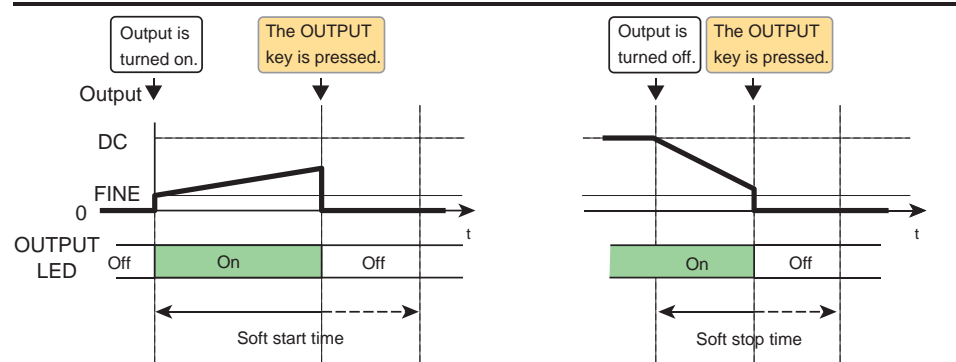 Output is
turned on.
The OUTPUT
key is pressed.
Output
DC
FINE
0
t
OUTPUT
LED
Off
On
Off
Soft start time
Output is
turned off.
The OUTPUT
key is pressed.
t
On
Off
Soft stop time